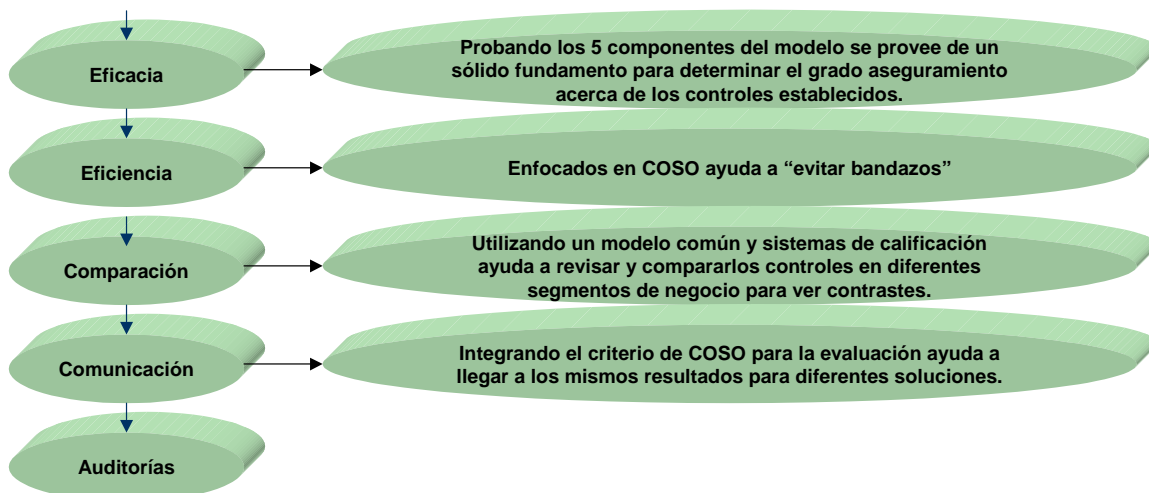 Eficacia
Probando los 5 componentes del modelo se provee de un
sólido fundamento para determinar el grado aseguramiento
acerca de los controles establecidos.
Eficiencia
Enfocados en COSO ayuda a “evitar bandazos”
Comparación
Utilizando un modelo común y sistemas de calificación
ayuda a revisar y compararlos controles en diferentes
segmentos de negocio para ver contrastes.
Comunicación
Integrando el criterio de COSO para la evaluación ayuda a
llegar a los mismos resultados para diferentes soluciones.
Auditorías